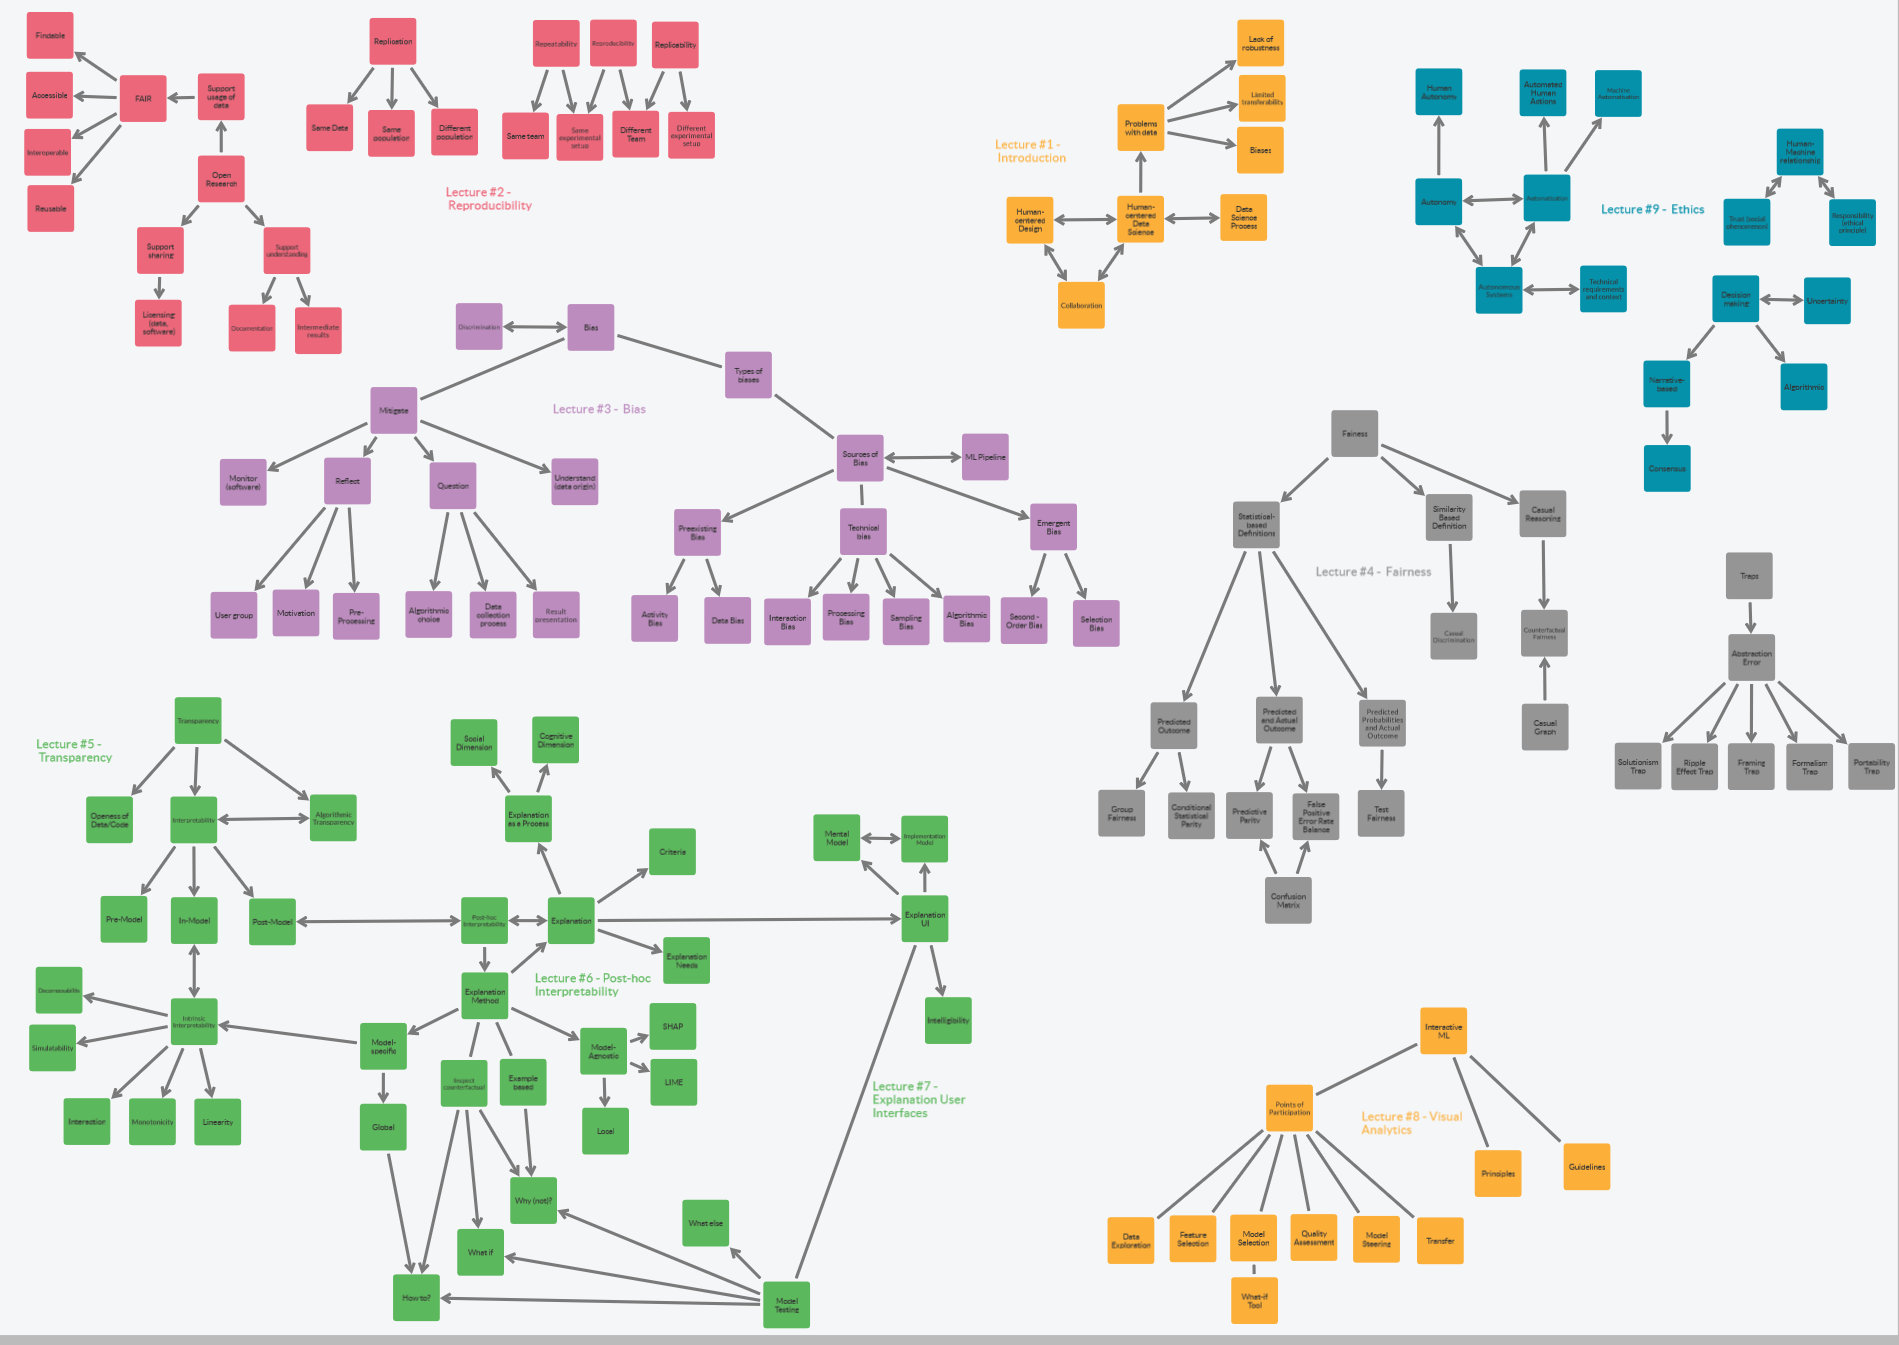 Findable
Accessible
Interoperable
Reusable
FAIR
Support
usage of
data
Open
Research
Support
sharing
Support
understanding
Licensing
(data,
software)
Documentation
Intermediate
results
Replication
Same Data
Same
population
Different
population
Repeatability
Reproducibility
Replicability
Same team
Same
experimental
setup
Different
Team
Different
experimental
setup
Lecture #2 -
Reproducibility
Lecture #1 -
Introduction
Lack of
robustness
Limited
transferability
Biases
Problems
with data
Human-
centered
Design
Human-
centered Data
Science
Data
Science
Process
Collaboration
Human
Autonomy
Automated
Human
Actions
Machine
Automatisation
Autonomy
Automatisation
Autonomous
Systems
Technical
requirements
and context
Lecture #9 - Ethics
Human-
Machine
relationship
Trust (social
phenomenon)
Responsibility
(ethical
principle)
Decision
making
Uncertainty
Narrative-
based
Algorithmic
Consensus
Discrimination
Bias
Types of
biases
Mitigate
Lecture #3 - Bias
Monitor
(software)
Reflect
Question
Understand
(data origin)
Sources of
Bias
ML Pipeline
Preexisting
Bias
Technical
bias
Emergent
Bias
User group
Motivation
Pre-
Processing
Algorithmic
choice
Data
collection
process
Result
presentation
Activity
Bias
Data Bias
Interaction
Bias
Processing
Bias
Sampling
Bias
Algorithmic
Bias
Second -
Order Bias
Selection
Bias
Fairness
Statistical-
based
Definitions
Similarity
Based
Definition
Casual
Reasoning
Lecture #4 - Fairness
Casual
Discrimination
Counterfactual
Fairness
Casual
Graph
Predicted
Outcome
Predicted
and Actual
Outcome
Predicted
Probabilities
and Actual
Outcome
Group
Fairness
Conditional
Statistical
Parity
Predictive
Parity
False
Positive
Error Rate
Balance
Test
Fairness
Confusion
Matrix
Traps
Abstraction
Error
Solutionism
Trap
Ripple
Effect Trap
Framing
Trap
Formalism
Trap
Portability
Trap
Lecture #5 -
Transparency
Transparency
Openess of
Data/Code
Interpretability
Algorithmic
Transparency
Pre-Model
In-Model
Post-Model
Decomposability
Simulatability
Intrinsic
Interpretability
Interaction
Monotonicity
Linearity
Social
Dimension
Cognitive
Dimension
Explanation
as a Process
Criteria
Post-hoc
Interpretability
Explanation
Explanation
Needs
Lecture #6 - Post-hoc
Interpretability
Explanation
Method
Model-
specific
Global
Inspect
counterfactual
Example
based
Model-
Agnostic
SHAP
LIME
Local
Why (not)?
What if
How to?
What else
Model
Testing
Mental
Model
Implementation
Model
Explanation
UI
Intelligibility
Lecture #7 -
Explanation User
Interfaces
Interactive
ML
Points of
Participation
Lecture #8 - Visual
Analytics
Principles
Guidelines
Data
Exploration
Feature
Selection
Model
Selection
Quality
Assessment
Model
Steering
Transfer
What-if
Tool